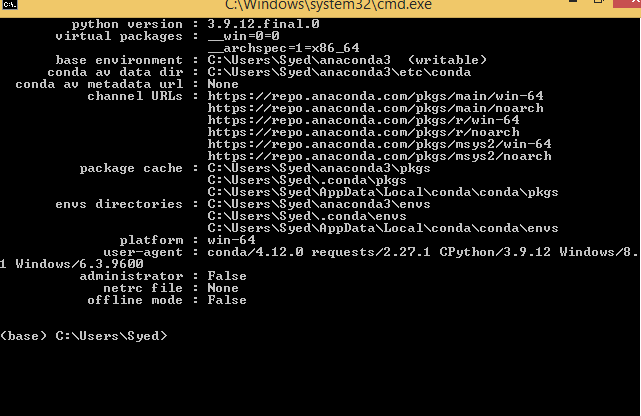 C:\Windows\system32\cmd.exe
python version : 3.9.12.final.0
virtual packages : __win=0=0
__archspec=1=x86_64
base environment : C:\Users\Syed\anaconda3  (writable)
conda av data dir : C:\Users\Syed\anaconda3\etc\conda
conda av metadata url : None
channel URLs : https://repo.anaconda.com/pkgs/main/win-64
https://repo.anaconda.com/pkgs/main/noarch
https://repo.anaconda.com/pkgs/r/win-64
https://repo.anaconda.com/pkgs/r/noarch
https://repo.anaconda.com/pkgs/msys2/win-64
https://repo.anaconda.com/pkgs/msys2/noarch
package cache : C:\Users\Syed\anaconda3\pkgs
C:\Users\Syed\.conda\pkgs
C:\Users\Syed\AppData\Local\conda\conda\pkgs
envs directories : C:\Users\Syed\anaconda3\envs
C:\Users\Syed\.conda\envs
C:\Users\Syed\AppData\Local\conda\conda\envs
platform : win-64
user-agent : conda/4.12.0 requests/2.27.1 CPython/3.9.12 Windows/8.
1 Windows/6.3.9600
administrator : False
netrc file : None
offline mode : False
(base) C:\Users\Syed>